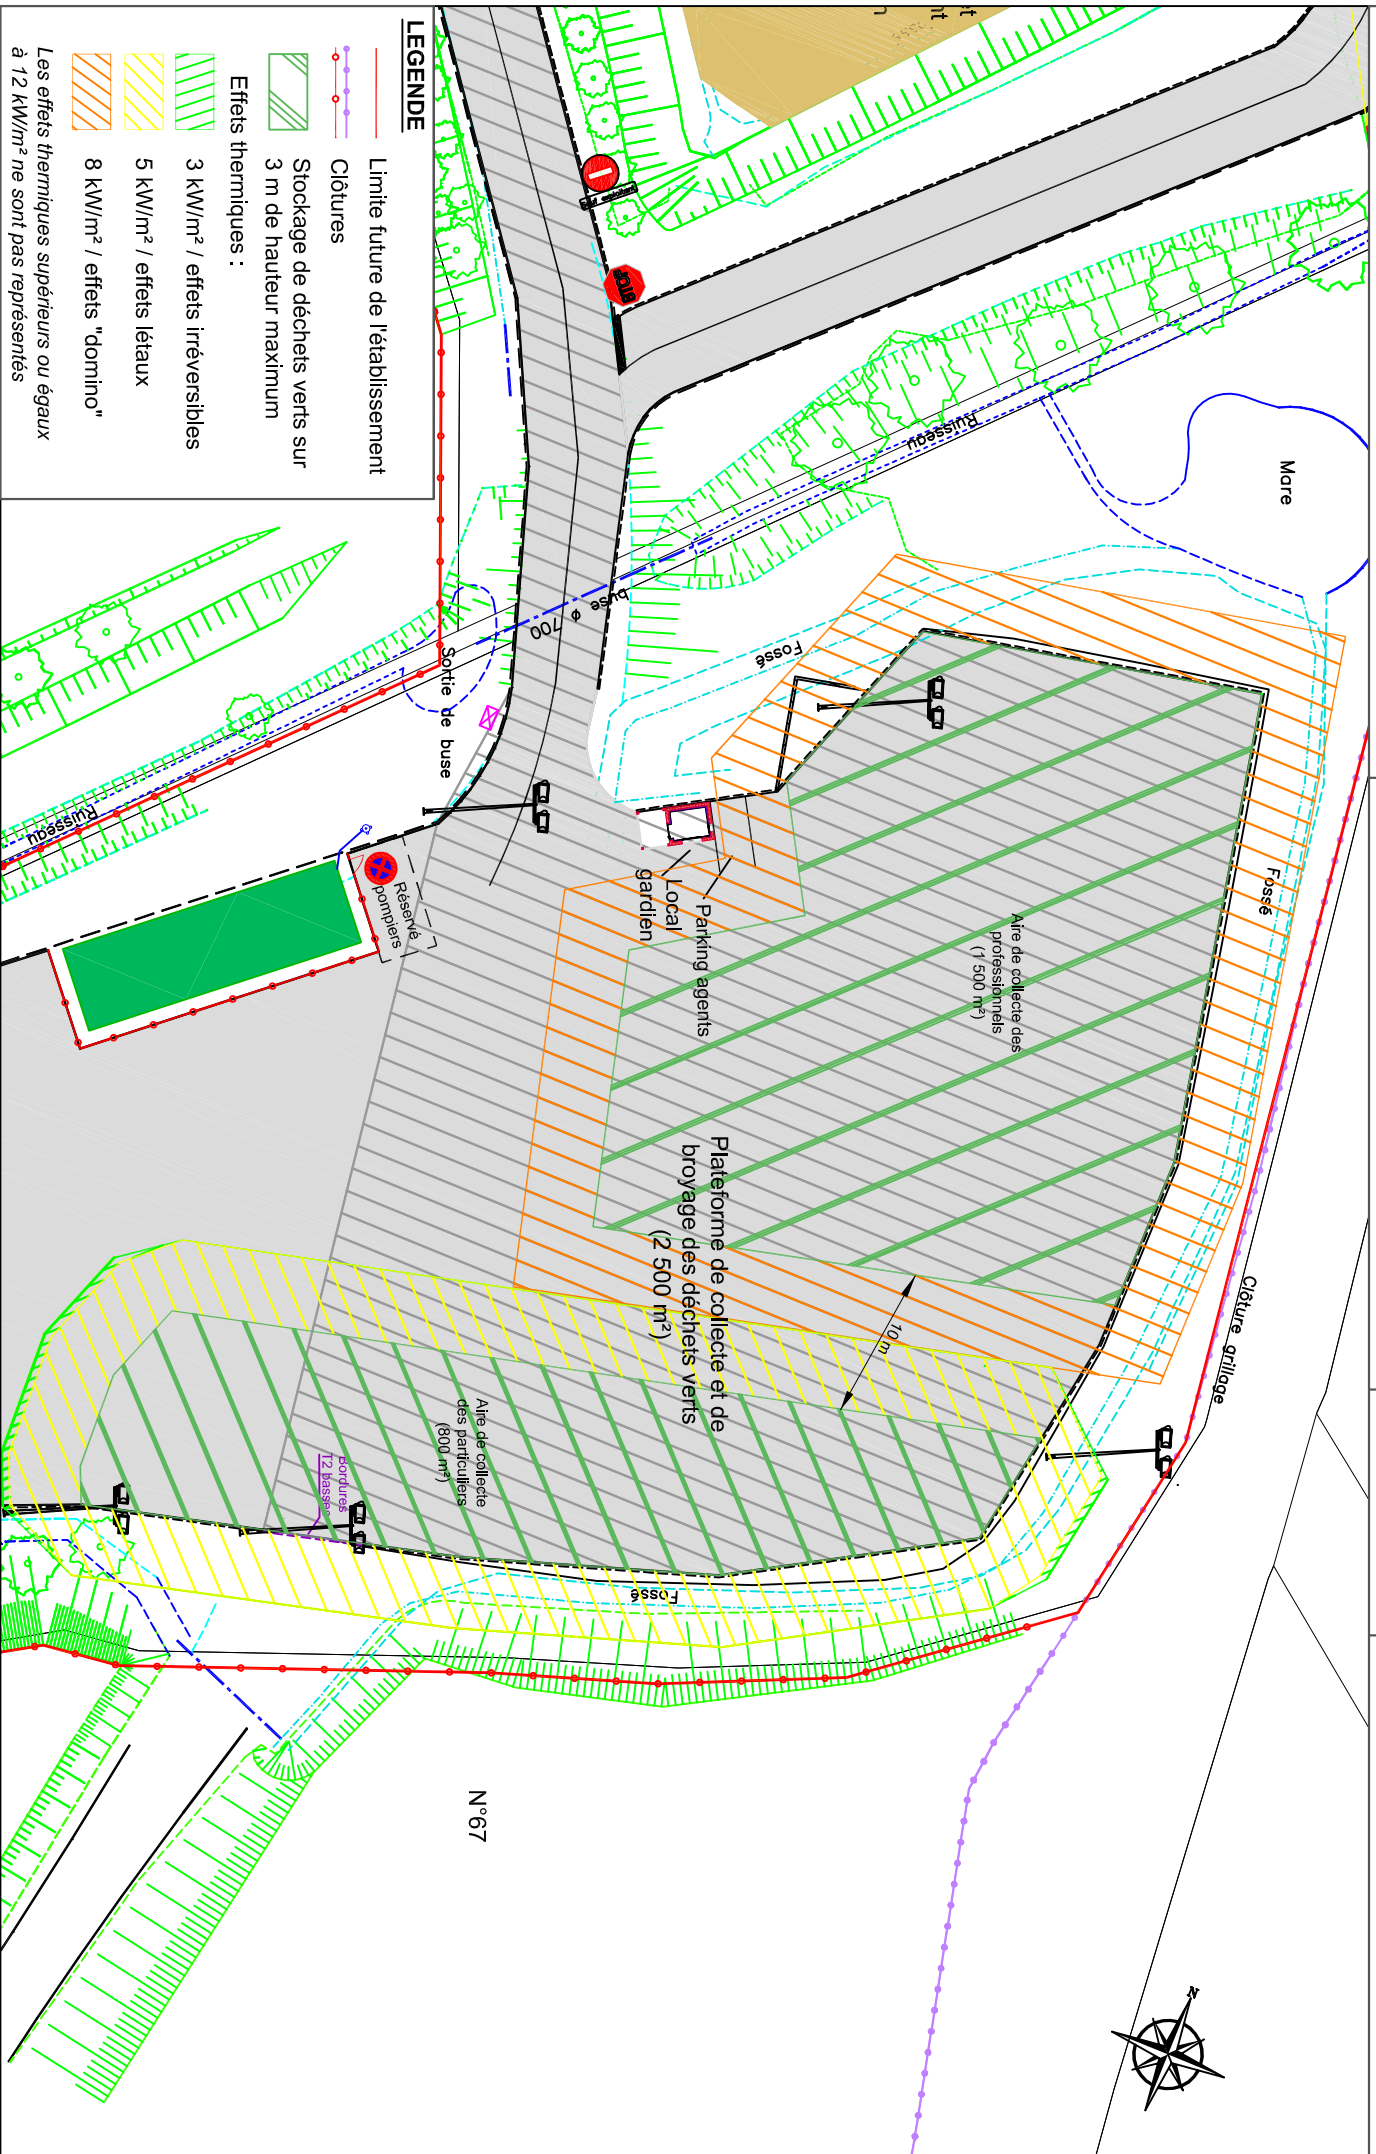 LEGENDE
Limite future de l'établissement
Clôtures
Stockage de déchets verts sur
3 m de hauteur maximum
Effets thermiques :
3 kW/m² / effets irréversibles
5 kW/m² / effets létaux
8 kW/m² / effets "domino"
Les effets thermiques supérieurs ou égaux
à 12 kW/m² ne sont pas représentés
STOP
Mare
Ruisseau
buse ϕ 700
Sortie de buse
Ruisseau
Fossé
Fossé
Réservé
pompiers
Local
gardien
Parking agents
Aire de collecte des
professionnels
(1 500 m²)
Plateforme de collecte et de
broyage des déchets verts
(2 500 m²)
10 m
Clôture grillage
Aire de collecte
des particuliers
(800 m²)
Bordures
T2 basses
Fossé
N°67
N